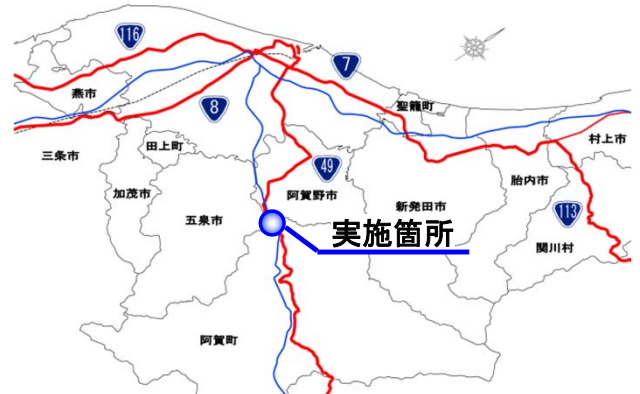 116
7
燕市
8
聖籠町
三条市
田上町
49
村上市
加茂市
阿賀野市
胎内市
五泉市
新発田市
113
実施箇所
関川村
阿賀町